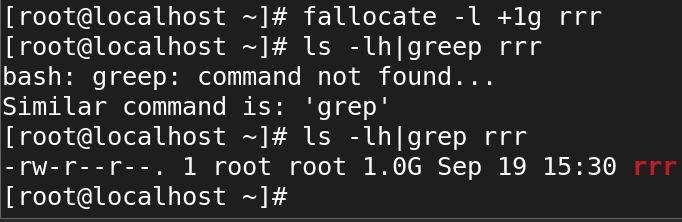 [root@localhost ~]# fallocate -l +1g rrr
[root@localhost ~]# ls -lh|greep rrr
bash: greep: command not found...
Similar command is: 'grep'
[root@localhost ~]# ls -lh|grep rrr
-rw-r--r--. 1 root root 1.0G Sep 19 15:30 rrr
[root@localhost ~]#